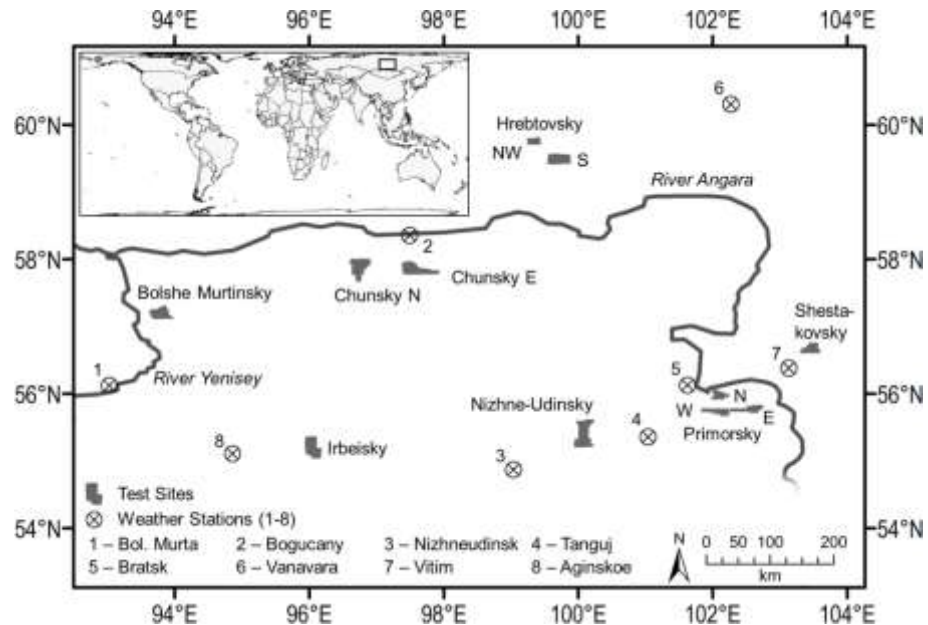 94°E 96°E 98°E 100°E 102°E 104°E
60°N 60°N
58°N 58°N
56°N 56°N
54°N 54°N
6
Hrebtovsky
NW
S
River Angara
2
Chunsky E
Chunsky N
Bolshe Murtinsky
Shesta-
kovsky
1
River Yenisey
7
5
N
W
E
Primorsky
Nizhne-Udinsky
4
8
Irbeisky
3
Test Sites
Weather Stations (1-8)
1 – Bol. Murta 2 – Bogucany 3 – Nizhneudinsk 4 – Tanguj
5 – Bratsk 6 – Vanavara 7 – Vitim 8 – Aginskoe
N
0 50 100 200
km
94°E 96°E 98°E 100°E 102°E 104°E